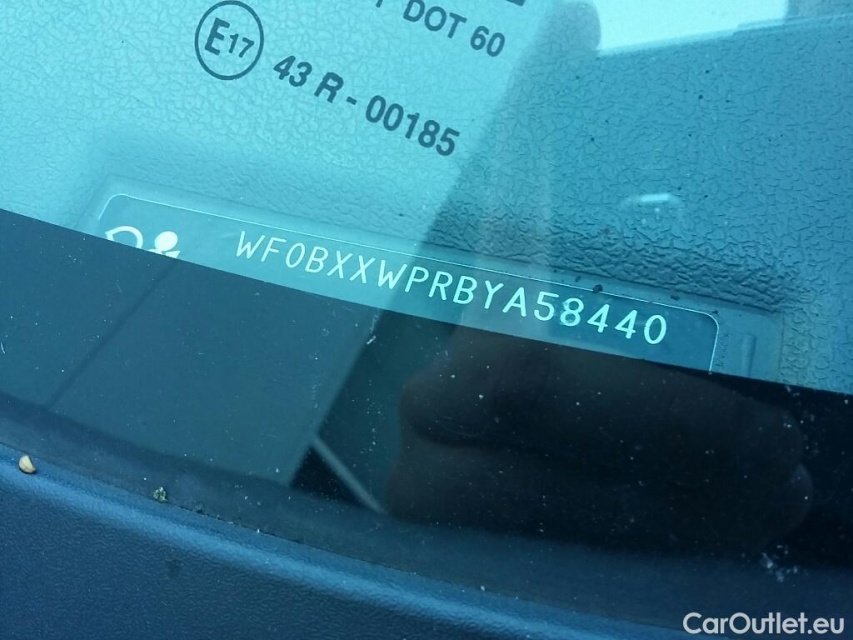 DOT 60
E17
43 R - 00185
WF0BXXWPRBYA58440
CarOutlet.eu